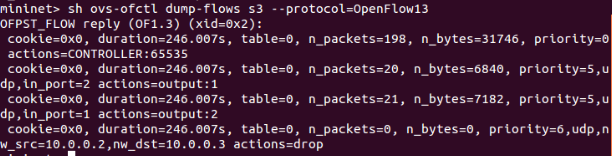 mininet> sh ovs-ofctl dump-flows s3 --protocol=OpenFlow13
OFPST_FLOW reply (OF1.3) (xid=0x2):
 cookie=0x0, duration=246.007s, table=0, n_packets=198, n_bytes=31746, priority=0
 actions=CONTROLLER:65535
 cookie=0x0, duration=246.007s, table=0, n_packets=20, n_bytes=6840, priority=5,u
dp,in_port=2 actions=output:1
 cookie=0x0, duration=246.007s, table=0, n_packets=21, n_bytes=7182, priority=5,u
dp,in_port=1 actions=output:2
 cookie=0x0, duration=246.007s, table=0, n_packets=0, n_bytes=0, priority=6,udp,n
w_src=10.0.0.2,nw_dst=10.0.0.3 actions=drop